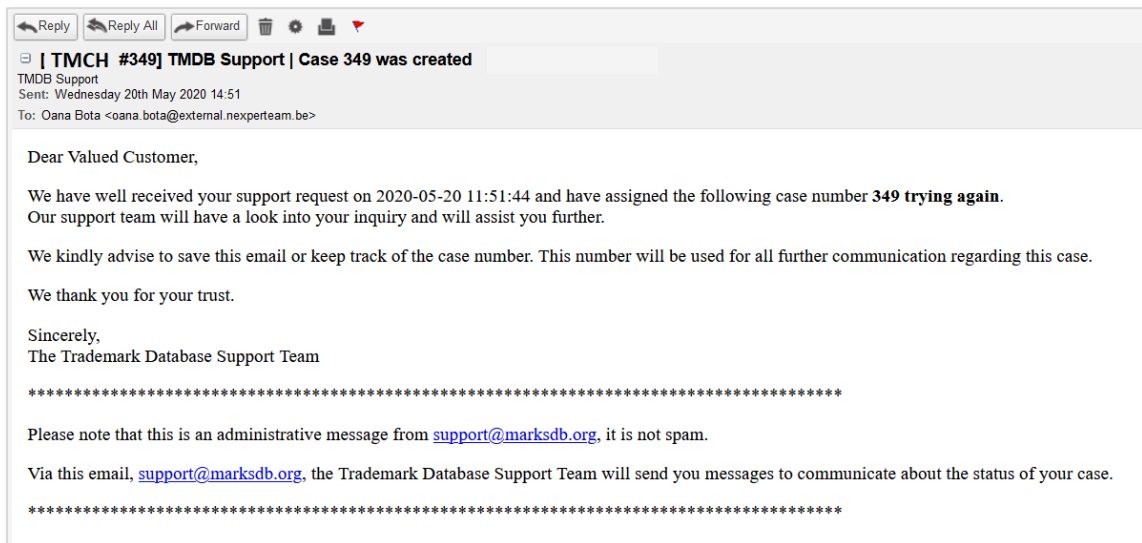 Reply Reply All Forward
[ TMCH #349] TMDB Support | Case 349 was created
TMDB Support
Sent: Wednesday 20th May 2020 14:51
To: Oana Bota <oana.bota@external.nexperteam.be>
Dear Valued Customer,
We have well received your support request on 2020-05-20 11:51:44 and have assigned the following case number 349 trying again.
Our support team will have a look into your inquiry and will assist you further.
We kindly advise to save this email or keep track of the case number. This number will be used for all further communication regarding this case.
We thank you for your trust.
Sincerely,
The Trademark Database Support Team
*****************************************************************************************
Please note that this is an administrative message from support@marksdb.org, it is not spam.
Via this email, support@marksdb.org, the Trademark Database Support Team will send you messages to communicate about the status of your case.
*****************************************************************************************